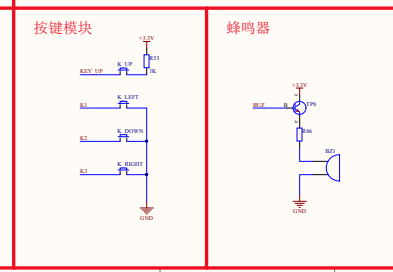 按键模块
+3.3V
R53
K_UP
KEY_UP
1K
K_LEFT
K1
K_DOWN
K2
K_RIGHT
K3
GND
蜂鸣器
+3.3V
BUZ
B
TP6
R66
BZ1
GND